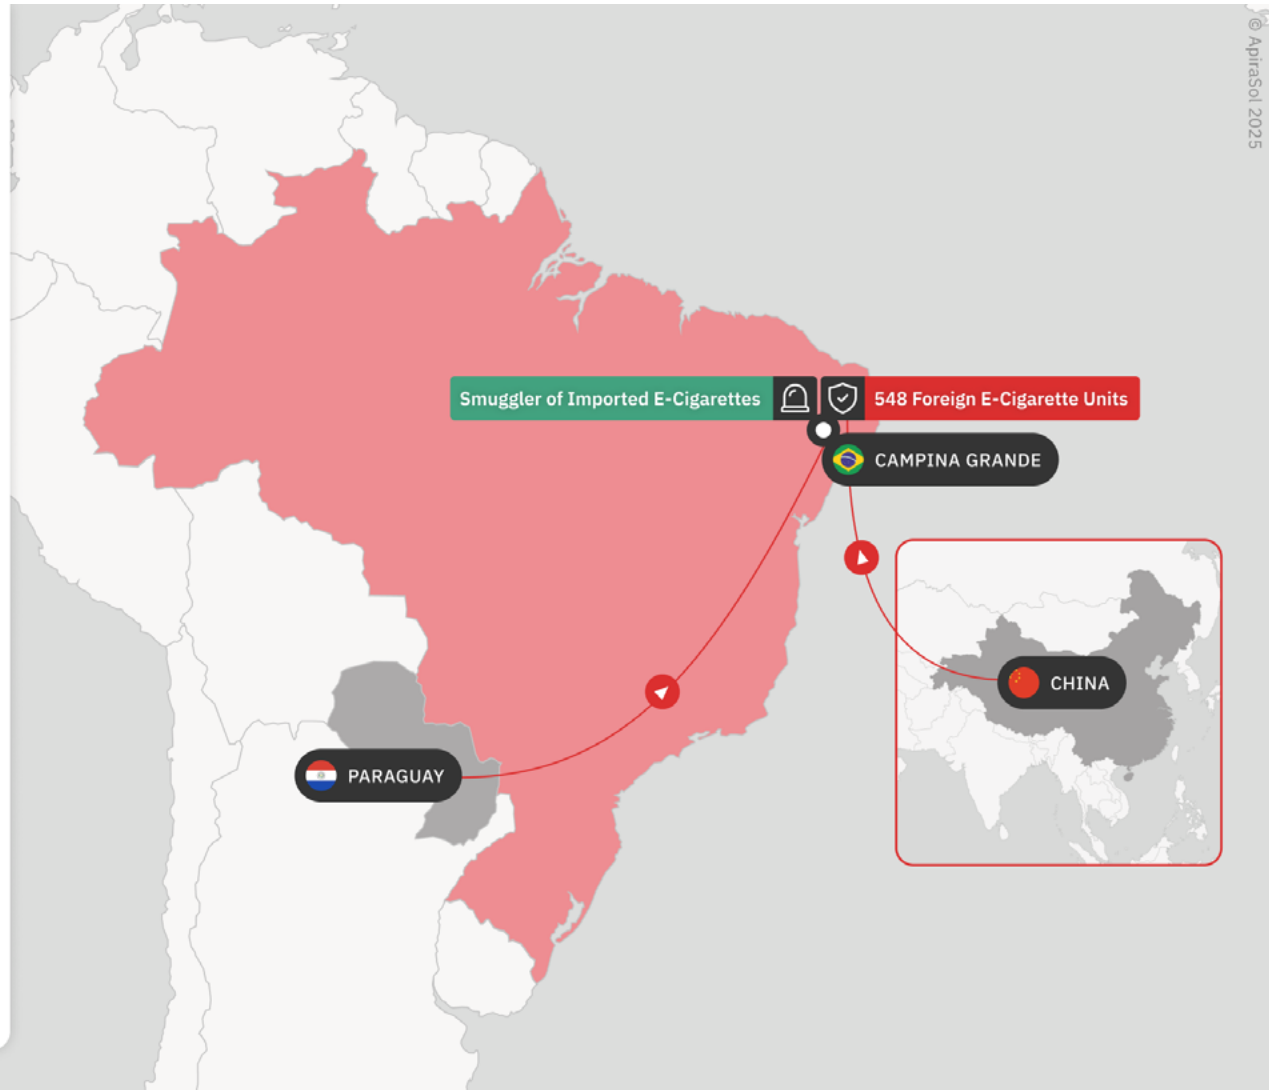 © ApiraSol 2025
Smuggler of Imported E-Cigarettes
548 Foreign E-Cigarette Units
CAMPINA GRANDE
CHINA
PARAGUAY